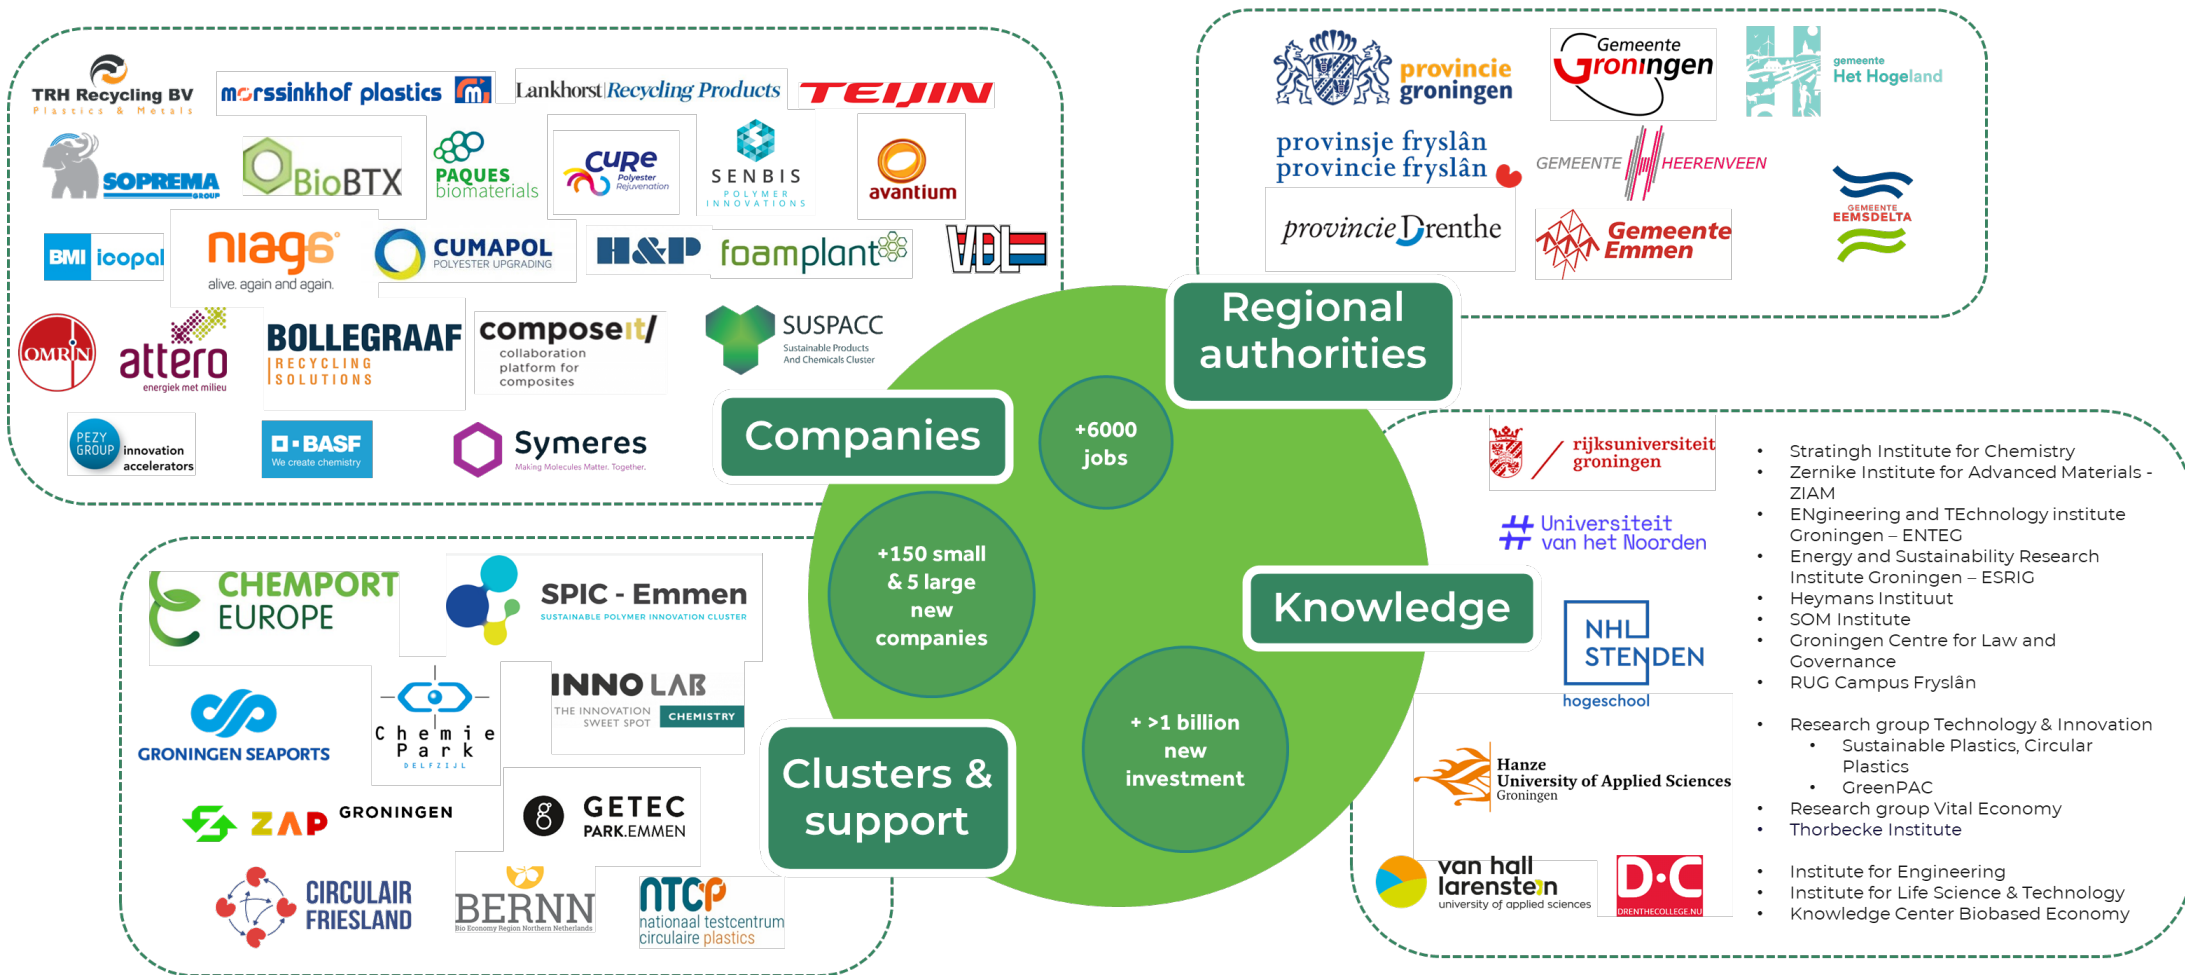 TRH Recycling BV
Plastics & Metals
morssinkhof plastics
m
Lankhorst|Recycling Products
TEIJIN
SOPREMA
GROUP
BioBTX
PAQUES
biomaterials
CuRe
Polyester
Rejuvenation
SENBIS
POLYMER
INNOVATIONS
avantium
BMI icopal
niaga®
alive. again and again.
CUMAPOL
POLYESTER UPGRADING
H&P
foamplant
VDL
OMRIN
attero
energiek met milieu
BOLLEGRAAF
RECYCLING
SOLUTIONS
composeit/
collaboration
platform for
composites
SUSPACC
Sustainable Products
And Chemicals Cluster
PEZY
GROUP
innovation
accelerators
BASF
We create chemistry
Symeres
Making Molecules Matter. Together.
Companies
provincie
groningen
Gemeente
Groningen
gemeente
Het Hogeland
provinsje fryslân
provincie fryslân
GEMEENTE HEERENVEEN
GEMEENTE
EEMSDELTA
provincie Drenthe
Gemeente
Emmen
Regional
authorities
+6000
jobs
+150 small
& 5 large
new
companies
+ >1 billion
new
investment
CHEMPORT
EUROPE
SPIC - Emmen
SUSTAINABLE POLYMER INNOVATION CLUSTER
GRONINGEN SEAPORTS
Chemie
Park
DELFZIJL
INNO LAB
THE INNOVATION
SWEET SPOT
CHEMISTRY
ZAP GRONINGEN
g
GETEC
PARK.EMMEN
CIRCULAIR
FRIESLAND
BERNN
Bio Economy Region Northern Netherlands
NTCP
nationaal testcentrum
circulaire plastics
Clusters &
support
Knowledge
rijksuniversiteit
groningen
Universiteit
van het Noorden
NHL
STENDEN
hogeschool
Hanze
University of Applied Sciences
Groningen
van hall
larenstein
university of applied sciences
D·C
DRENTHECOLLEGE.NU
• Stratingh Institute for Chemistry
• Zernike Institute for Advanced Materials -
ZIAM
• ENgineering and TEchnology institute
Groningen – ENTEG
• Energy and Sustainability Research
Institute Groningen – ESRIG
• Heymans Instituut
• SOM Institute
• Groningen Centre for Law and
Governance
• RUG Campus Fryslân
• Research group Technology & Innovation
• Sustainable Plastics, Circular
Plastics
• GreenPAC
• Research group Vital Economy
• Thorbecke Institute
• Institute for Engineering
• Institute for Life Science & Technology
• Knowledge Center Biobased Economy